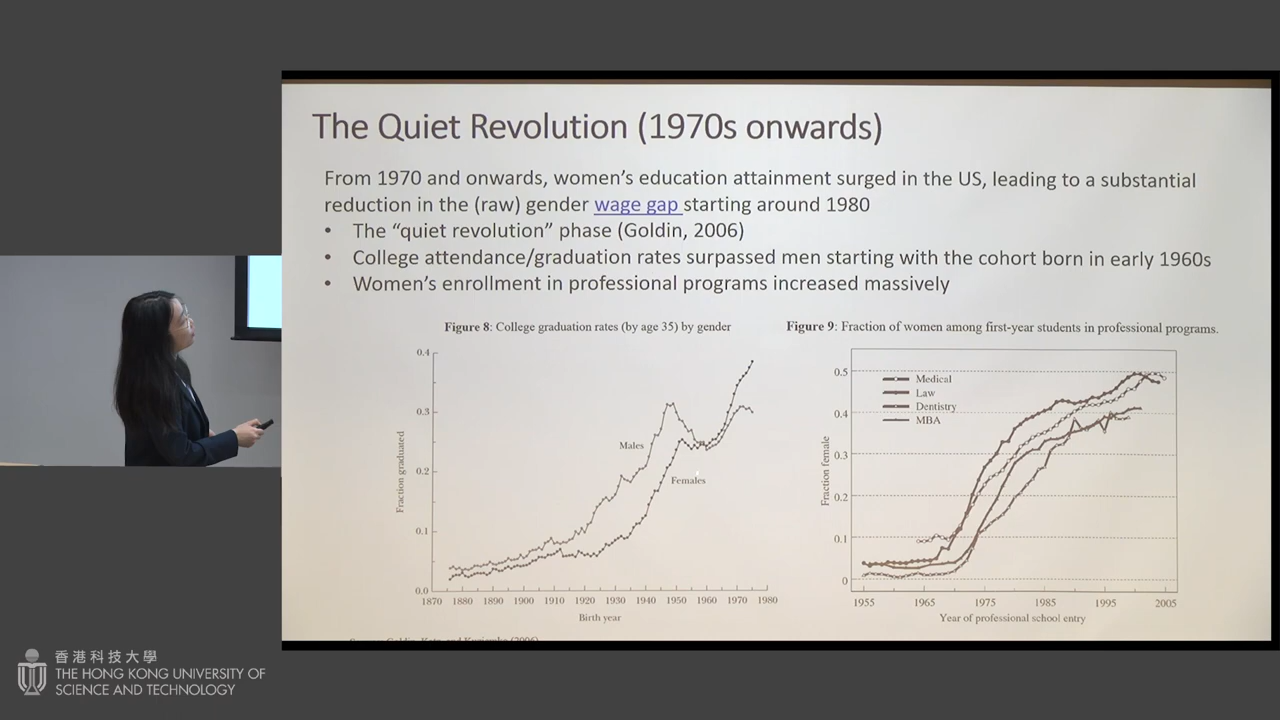 The Quiet Revolution (1970s onwards)
From 1970 and onwards, women's education attainment surged in the US, leading to a substantial
reduction in the (raw) gender wage gap starting around 1980
• The “quiet revolution” phase (Goldin, 2006)
• College attendance/graduation rates surpassed men starting with the cohort born in early 1960s
• Women's enrollment in professional programs increased massively
Figure 8: College graduation rates (by age 35) by gender
0.4
0.3
0.2
0.1
0.0
Fraction graduated
Males
Females
1870 1880 1890 1900 1910 1920 1930 1940 1950 1960 1970 1980
Birth year
Figure 9: Fraction of women among first-year students in professional programs.
0.5
0.4
0.3
0.2
0.1
0
Fraction female
Medical
Law
Dentistry
MBA
1955 1965 1975 1985 1995 2005
Year of professional school entry
香港科技大學
THE HONG KONG UNIVERSITY OF
SCIENCE AND TECHNOLOGY